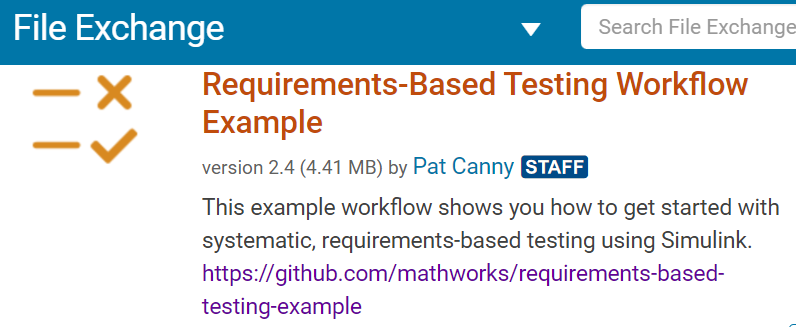 File Exchange
Search File Exchange
Requirements-Based Testing Workflow
Example
version 2.4 (4.41 MB) by Pat Canny STAFF
This example workflow shows you how to get started with
systematic, requirements-based testing using Simulink.
https://github.com/mathworks/requirements-based-
testing-example